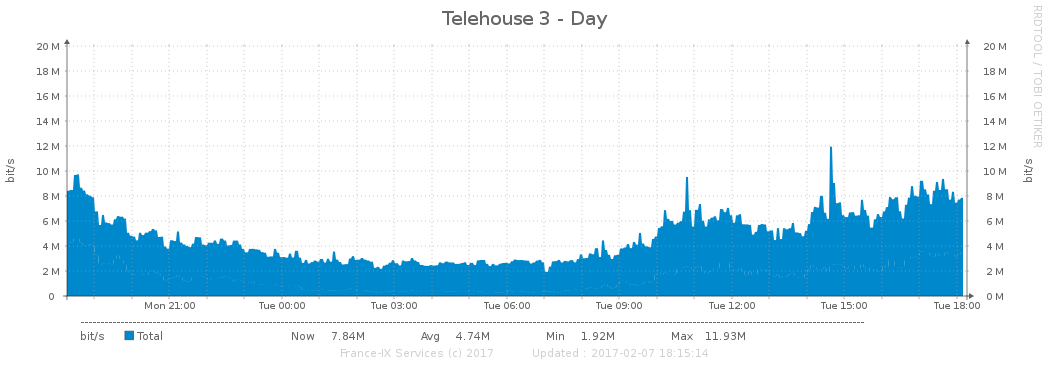 Telehouse 3 - Day
RRDTOOL / TOBI OETIKER
bit/s
20 M 20 M
18 M 18 M
16 M 16 M
14 M 14 M
12 M 12 M
10 M 10 M
8 M 8 M
6 M 6 M
4 M 4 M
2 M 2 M
0 0 M
bit/s
Mon 21:00 Tue 00:00 Tue 03:00 Tue 06:00 Tue 09:00 Tue 12:00 Tue 15:00 Tue 18:00
bit/s Total Now 7.84M Avg 4.74M Min 1.92M Max 11.93M
France-IX Services (c) 2017 Updated : 2017-02-07 18:15:14